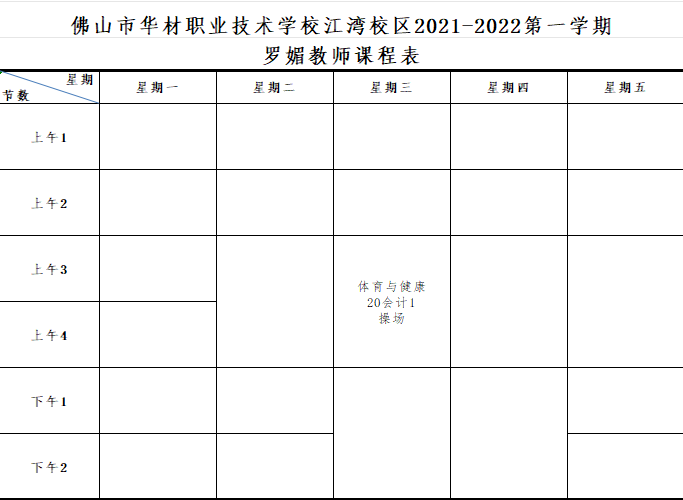 佛山市华材职业技术学校江湾校区2021-2022第一学期
罗媚教师课程表
星期
节数
星期一 星期二 星期三 星期四 星期五
上午1
上午2
上午3
体育与健康
20会计1
操场
上午4
下午1
下午2